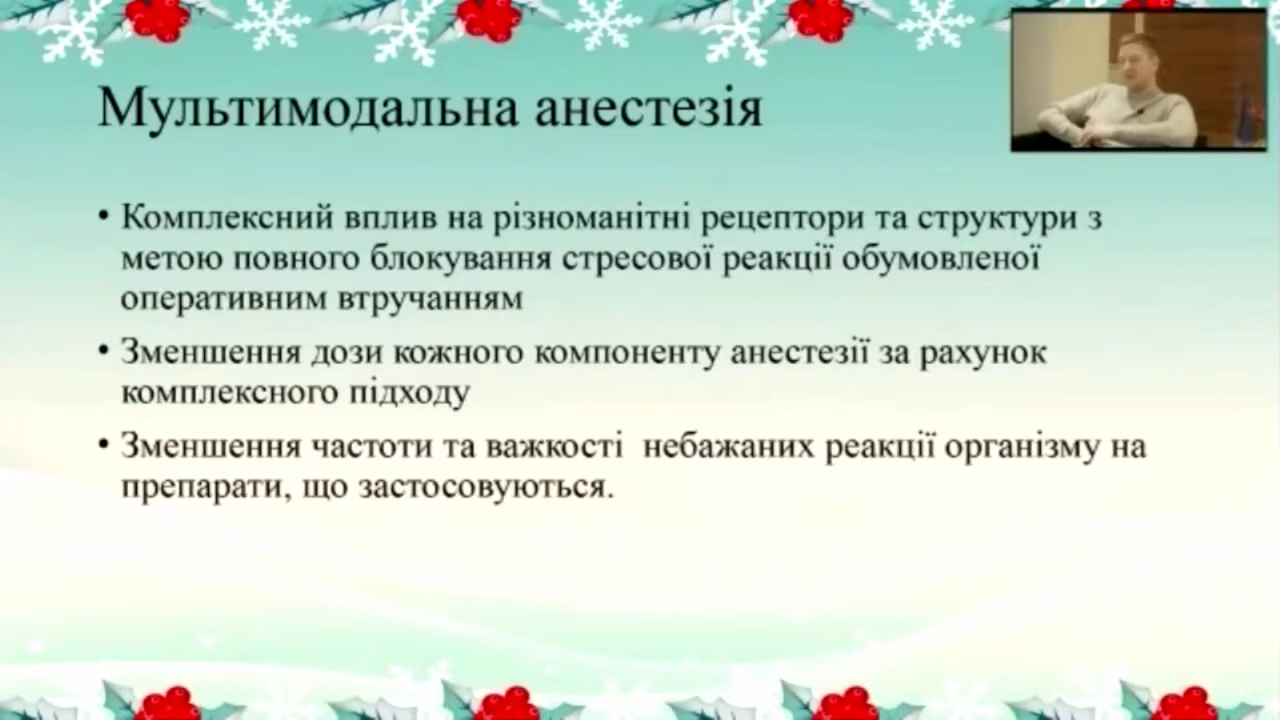 Мультимодальна анестезія
• Комплексний вплив на різноманітні рецептори та структури з
метою повного блокування стресової реакції обумовленої
оперативним втручанням
• Зменшення дози кожного компоненту анестезії за рахунок
комплексного підходу
• Зменшення частоти та важкості небажаних реакції організму на
препарати, що застосовуються.